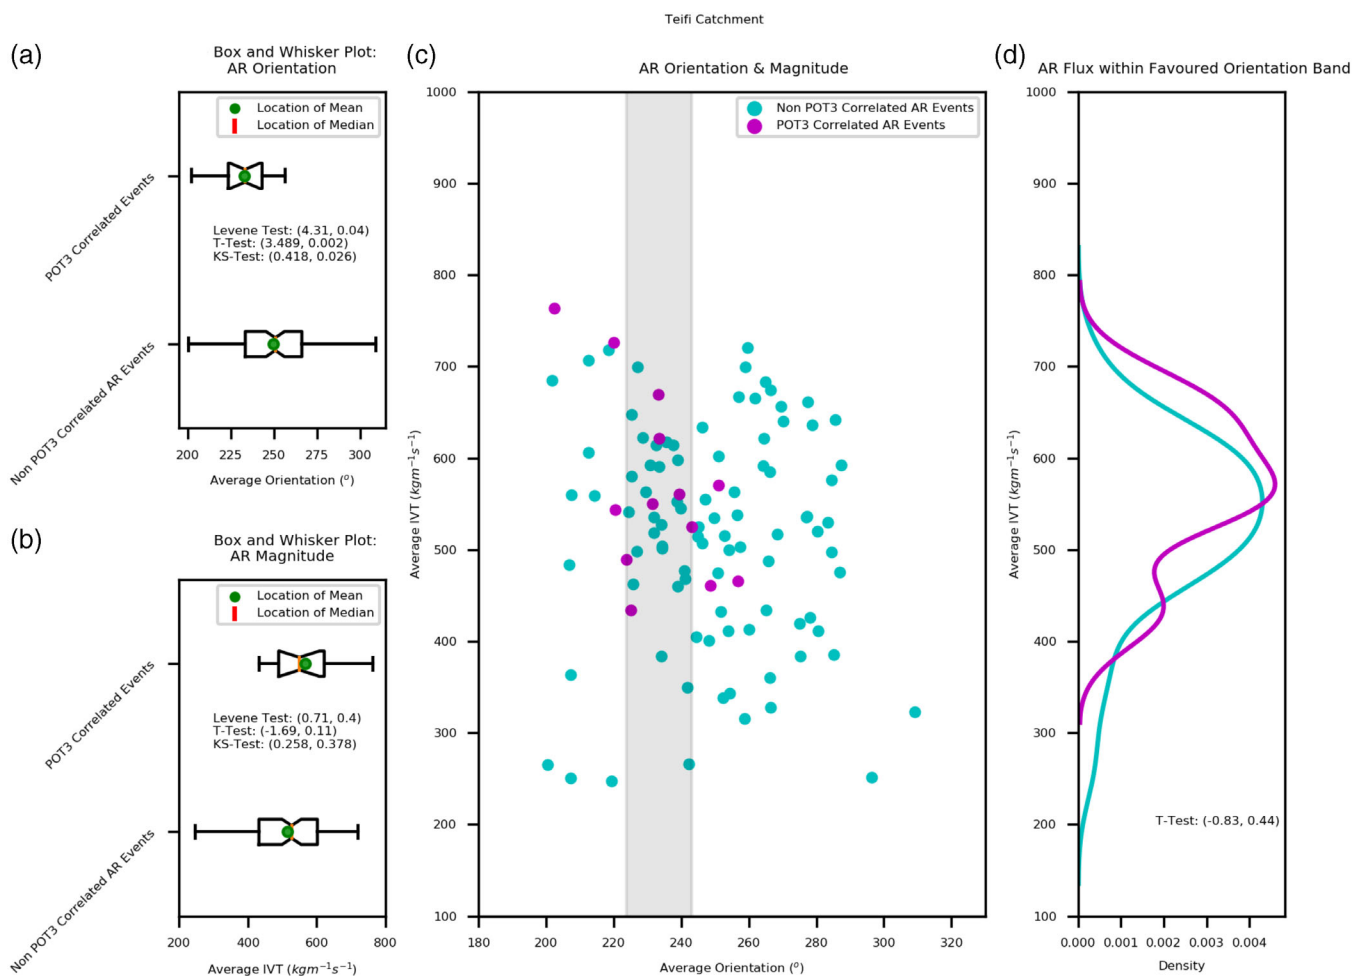 Teifi Catchment
(a)
Box and Whisker Plot:
AR Orientation
Location of Mean
Location of Median
POT3 Correlated Events
Levene Test: (4.31, 0.04)
T-Test: (3.489, 0.002)
KS-Test: (0.418, 0.026)
Non POT3 Correlated AR Events
200 225 250 275 300
Average Orientation (°)
(b)
Box and Whisker Plot:
AR Magnitude
Location of Mean
Location of Median
POT3 Correlated Events
Levene Test: (0.71, 0.4)
T-Test: (-1.69, 0.11)
KS-Test: (0.258, 0.378)
Non POT3 Correlated AR Events
200 400 600 800
Average IVT (kgm⁻¹s⁻¹)
(c)
AR Orientation & Magnitude
Non POT3 Correlated AR Events
POT3 Correlated AR Events
1000
900
800
700
600
500
400
300
200
100
Average IVT (kgm⁻¹s⁻¹)
180 200 220 240 260 280 300 320
Average Orientation (°)
(d)
AR Flux within Favoured Orientation Band
1000
900
800
700
600
500
400
300
200
100
Average IVT (kgm⁻¹s⁻¹)
T-Test: (-0.83, 0.44)
0.000 0.001 0.002 0.003 0.004
Density